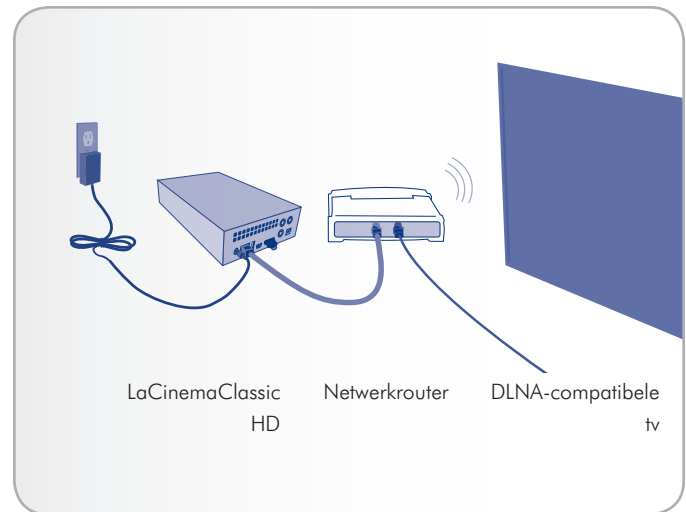 LaCinemaClassic
HD
Netwerkrouter
DLNA-compatibele
tv